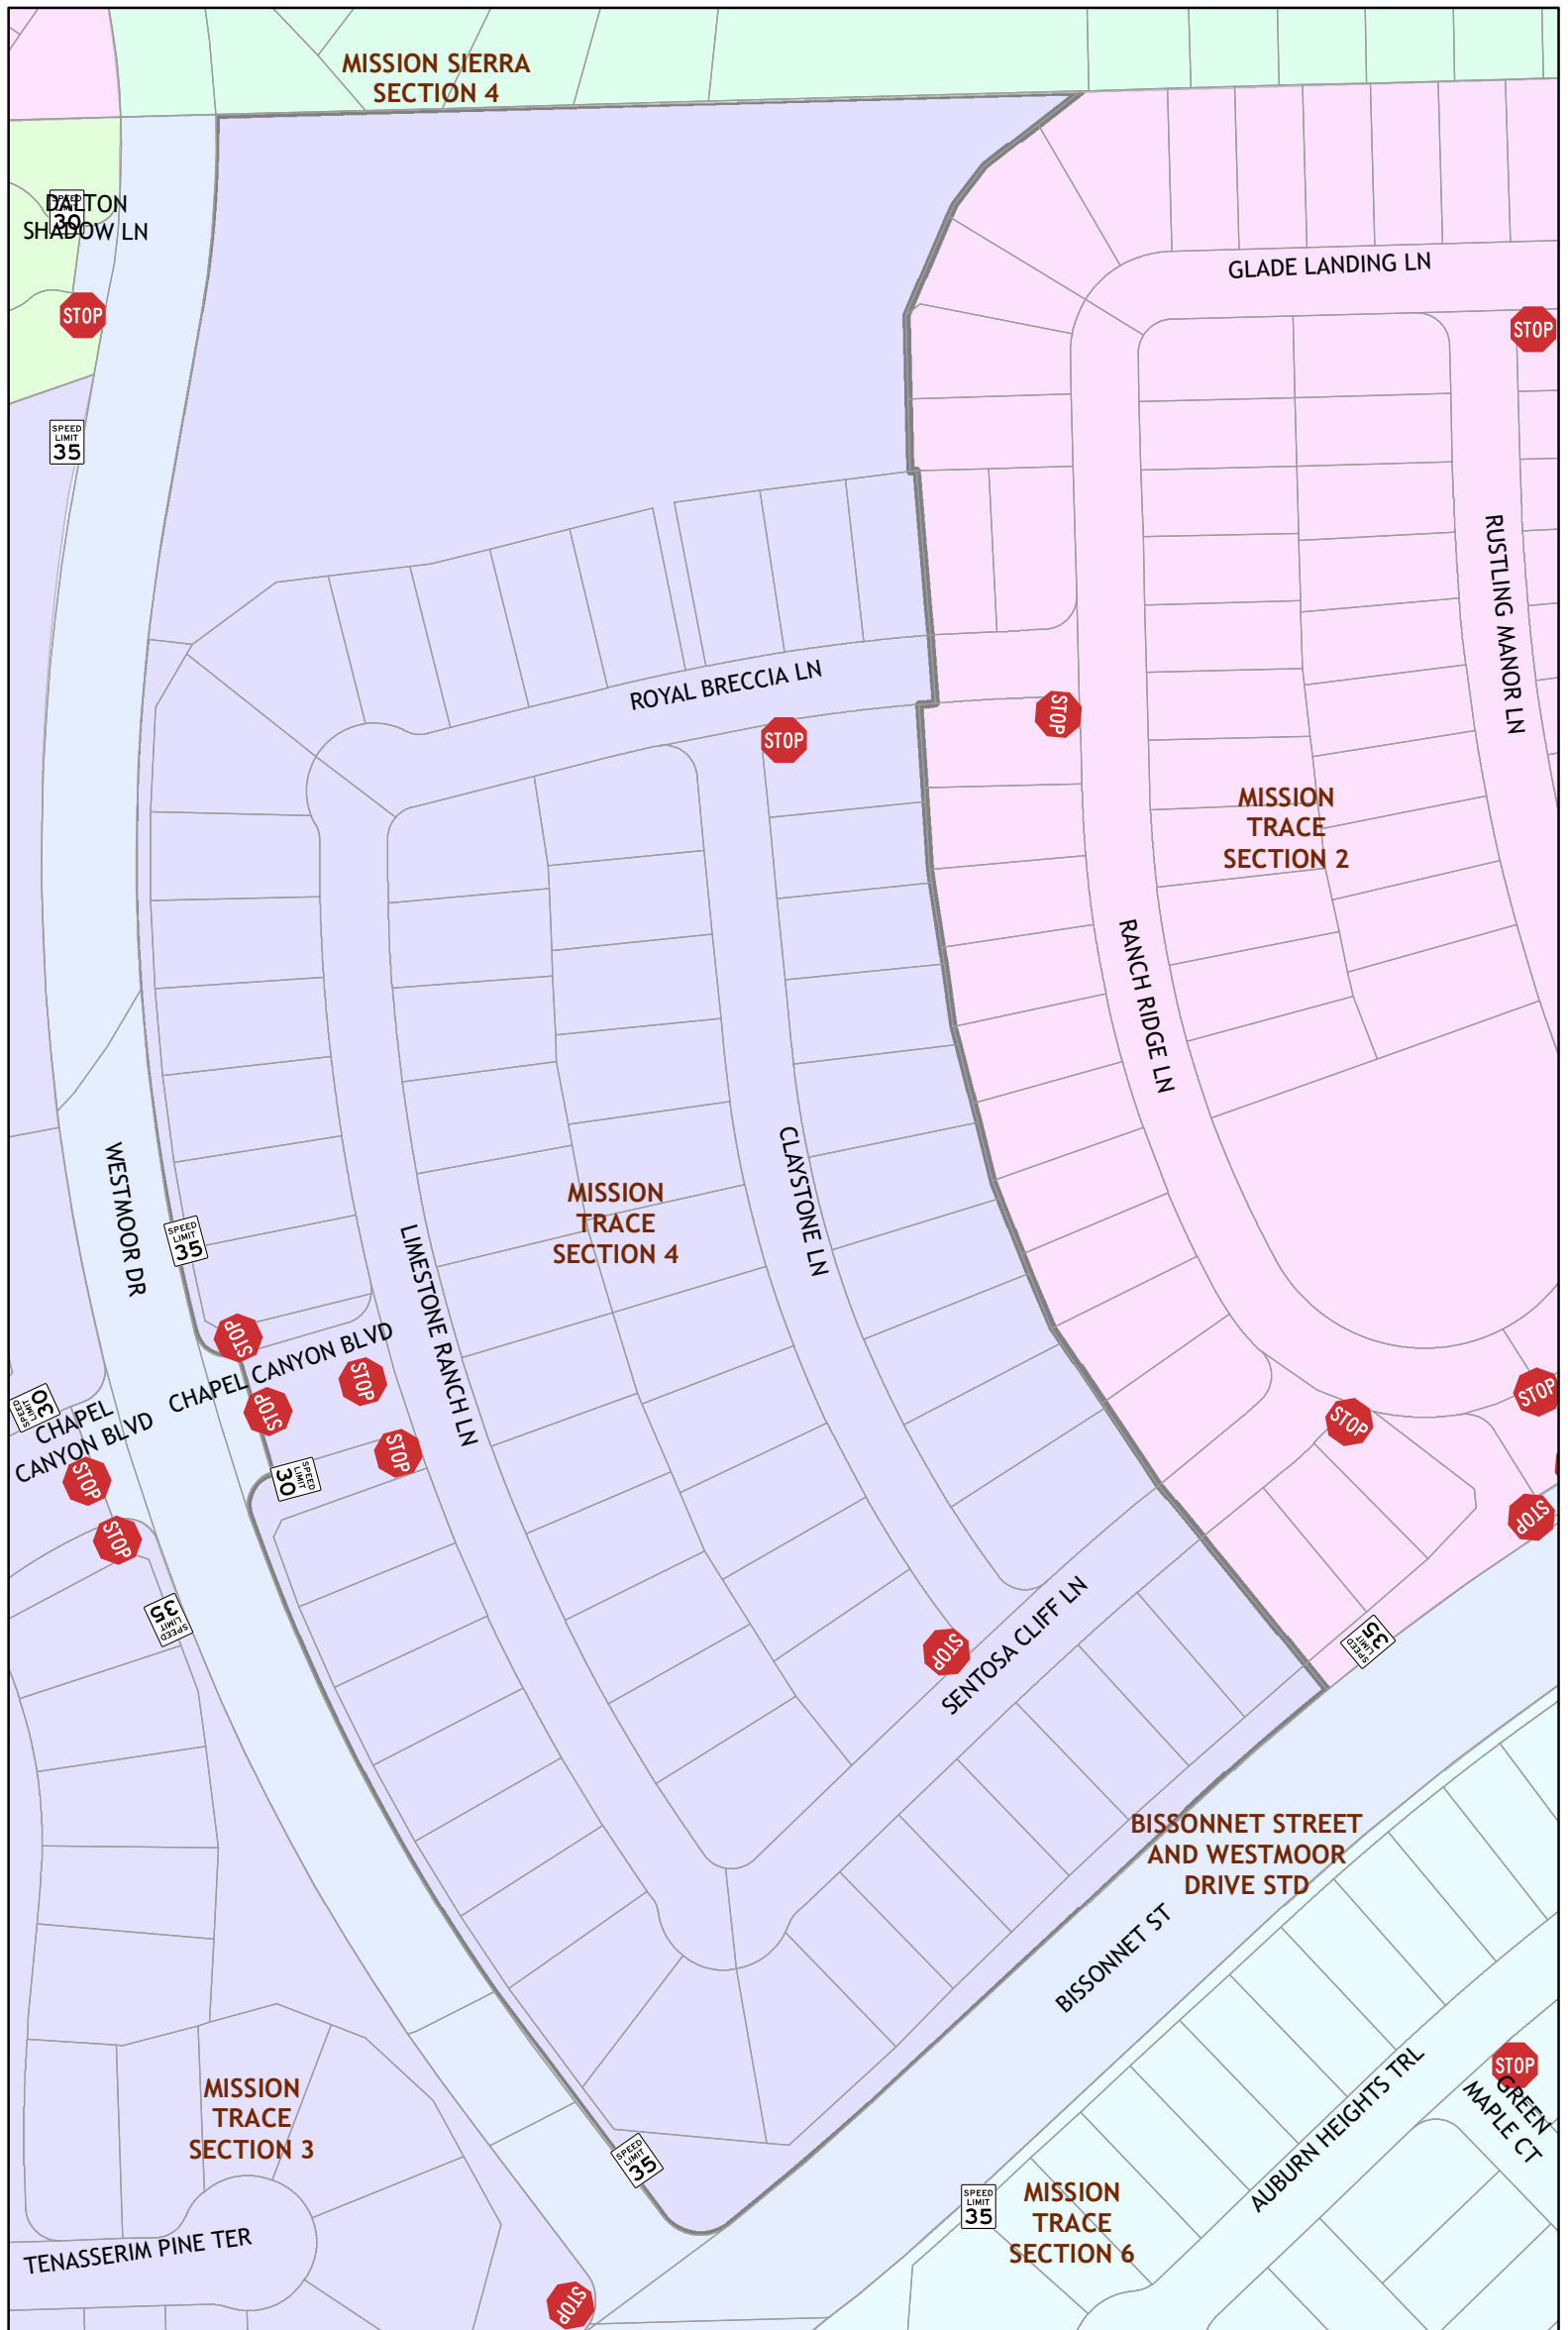 MISSION SIERRA
SECTION 4
DALTON
SHADOW LN
SPEED
LIMIT
30
GLADE LANDING LN
STOP
STOP
SPEED
LIMIT
35
RUSTLING MANOR LN
ROYAL BRECCIA LN
STOP
STOP
MISSION
TRACE
SECTION 2
RANCH RIDGE LN
WESTMOOR DR
CLAYSTONE LN
MISSION
TRACE
SECTION 4
SPEED
LIMIT
35
LIMESTONE RANCH LN
STOP
CHAPEL CANYON BLVD
STOP
STOP
STOP
SPEED
LIMIT
30
CHAPEL
CANYON BLVD
STOP
STOP
SPEED
LIMIT
30
STOP
STOP
STOP
SPEED
LIMIT
35
SENTOSA CLIFF LN
STOP
SPEED
LIMIT
35
BISSONNET STREET
AND WESTMOOR
DRIVE STD
BISSONNET ST
AUBURN HEIGHTS TRL
STOP
GREEN
MAPLE CT
MISSION
TRACE
SECTION 3
SPEED
LIMIT
35
SPEED
LIMIT
35
MISSION
TRACE
SECTION 6
TENASSERIM PINE TER
STOP